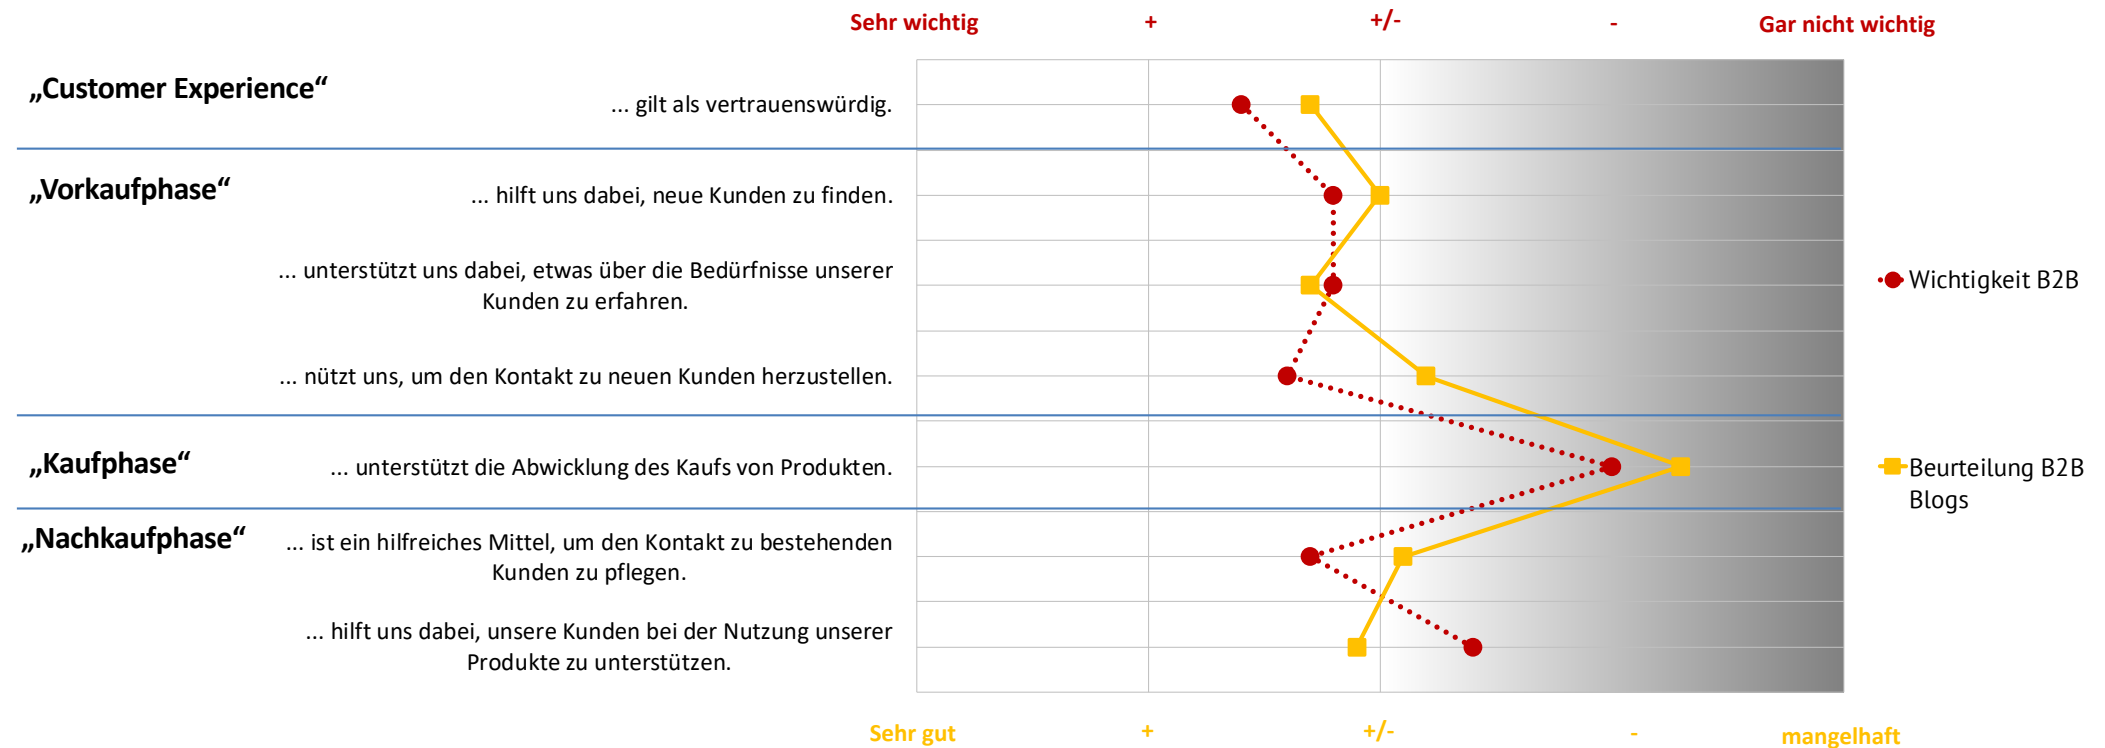 Sehr wichtig + +/- - Gar nicht wichtig
„Customer Experience“
... gilt als vertrauenswürdig.
„Vorkaufphase“
... hilft uns dabei, neue Kunden zu finden.
... unterstützt uns dabei, etwas über die Bedürfnisse unserer
Kunden zu erfahren.
... nützt uns, um den Kontakt zu neuen Kunden herzustellen.
„Kaufphase“
... unterstützt die Abwicklung des Kaufs von Produkten.
„Nachkaufphase“
... ist ein hilfreiches Mittel, um den Kontakt zu bestehenden
Kunden zu pflegen.
... hilft uns dabei, unsere Kunden bei der Nutzung unserer
Produkte zu unterstützen.
Wichtigkeit B2B
Beurteilung B2B
Blogs
Sehr gut + +/- - mangelhaft